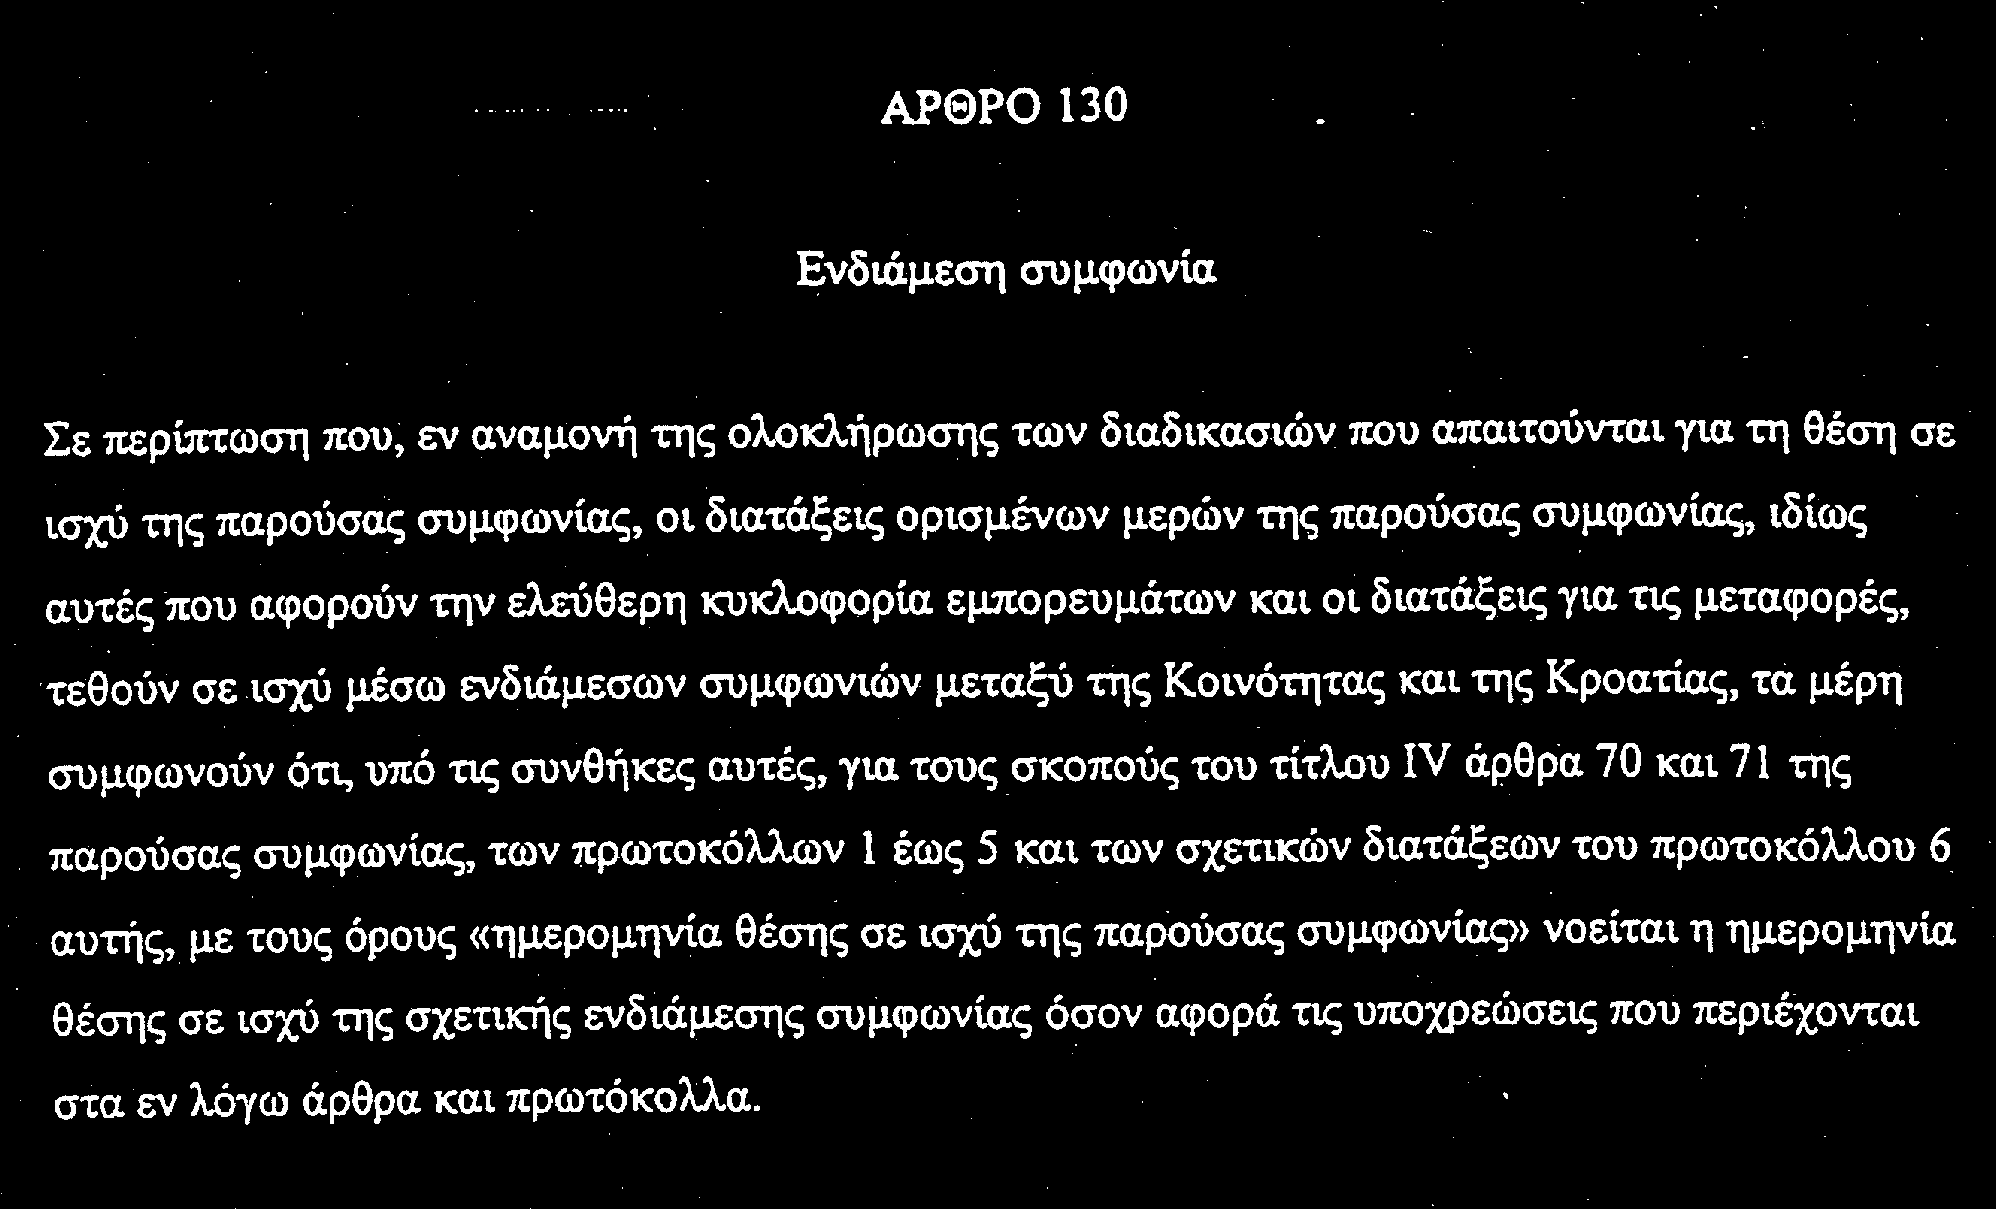 ΑΡΘΡΟ 130
Ενδιάμεση συμφωνία
Σε περίπτωση που, εν αναμονή της ολοκλήρωσης των διαδικασιών που απαιτούνται για τη θέση σε
ισχύ της παρούσας συμφωνίας, οι διατάξεις ορισμένων μερών της παρούσας συμφωνίας, ιδίως
αυτές που αφορούν την ελεύθερη κυκλοφορία εμπορευμάτων και οι διατάξεις για τις μεταφορές,
τεθούν σε ισχύ μέσω ενδιάμεσων συμφωνιών μεταξύ της Κοινότητας και της Κροατίας, τα μέρη
συμφωνούν ότι, υπό τις συνθήκες αυτές, για τους σκοπούς του τίτλου IV άρθρα 70 και 71 της
παρούσας συμφωνίας, των πρωτοκόλλων 1 έως 5 και των σχετικών διατάξεων του πρωτοκόλλου 6
αυτής, με τους όρους «ημερομηνία θέσης σε ισχύ της παρούσας συμφωνίας» νοείται η ημερομηνία
θέσης σε ισχύ της σχετικής ενδιάμεσης συμφωνίας όσον αφορά τις υποχρεώσεις που περιέχονται
στα εν λόγω άρθρα και πρωτόκολλα.